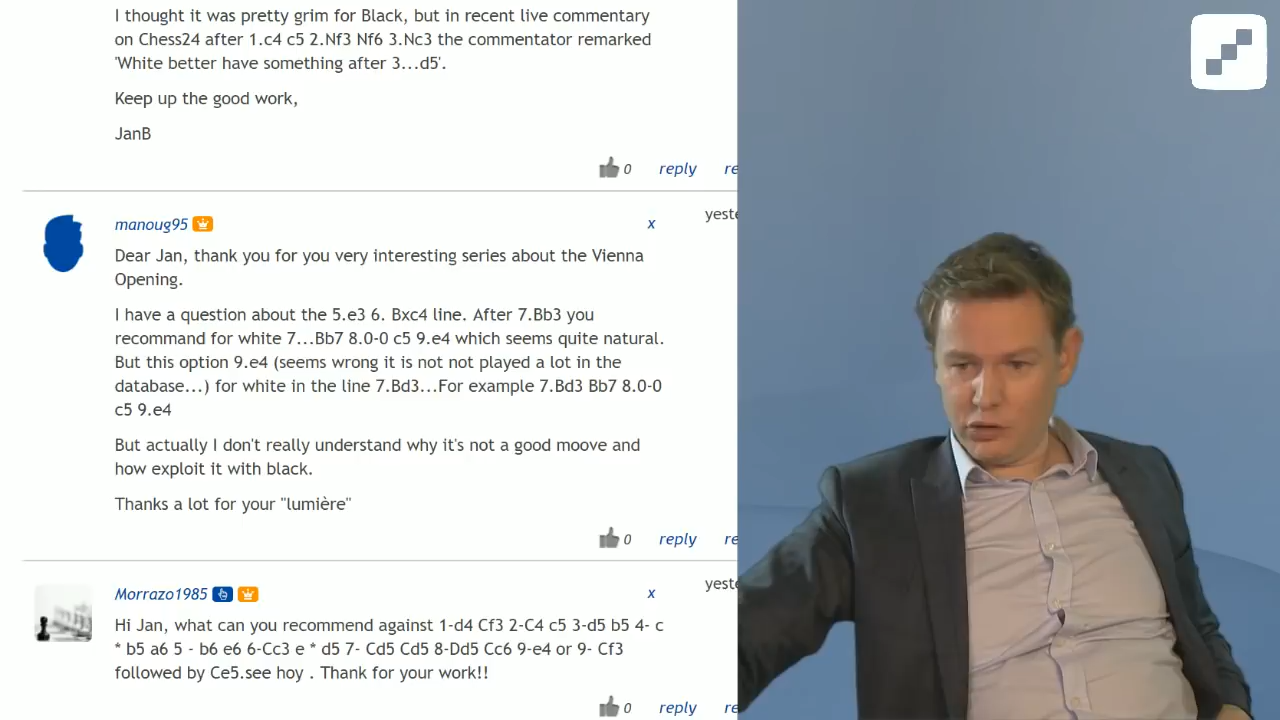 I thought it was pretty grim for Black, but in recent live commentary
on Chess24 after 1.c4 c5 2.Nf3 Nf6 3.Nc3 the commentator remarked
'White better have something after 3...d5'.
Keep up the good work,
JanB
0 reply re
manoug95 x yeste
Dear Jan, thank you for you very interesting series about the Vienna
Opening.
I have a question about the 5.e3 6. Bxc4 line. After 7.Bb3 you
recommand for white 7...Bb7 8.0-0 c5 9.e4 which seems quite natural.
But this option 9.e4 (seems wrong it is not not played a lot in the
database...) for white in the line 7.Bd3...For example 7.Bd3 Bb7 8.0-0
c5 9.e4
But actually I don't really understand why it's not a good moove and
how exploit it with black.
Thanks a lot for your "lumière"
0 reply re
Morrazo1985 x yeste
Hi Jan, what can you recommend against 1-d4 Cf3 2-C4 c5 3-d5 b5 4- c
* b5 a6 5 - b6 e6 6-Cc3 e * d5 7- Cd5 Cd5 8-Dd5 Cc6 9-e4 or 9- Cf3
followed by Ce5.see hoy . Thank for your work!!
0 reply re